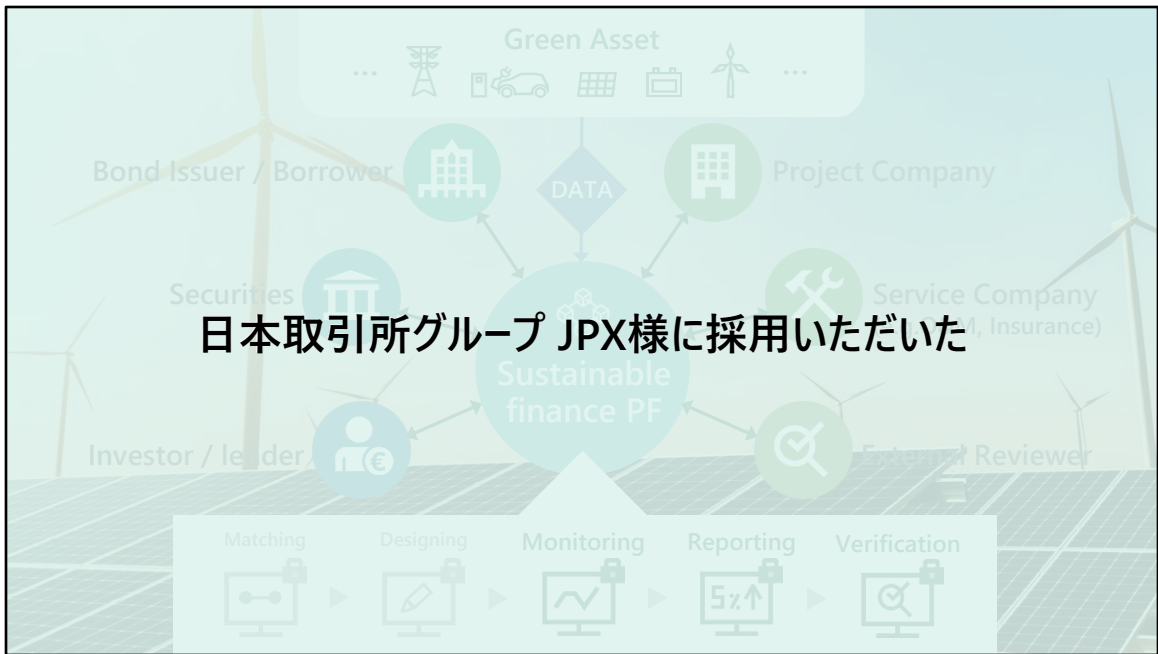 Green Asset
...
...
Bond Issuer / Borrower
DATA
Project Company
Securities
Service Company
M, Insurance)
日本取引所グループ JPX様に採用いただいた
Sustainable
finance PF
Investor / lender
External Reviewer
Matching
Designing
Monitoring
Reporting
Verification
5%